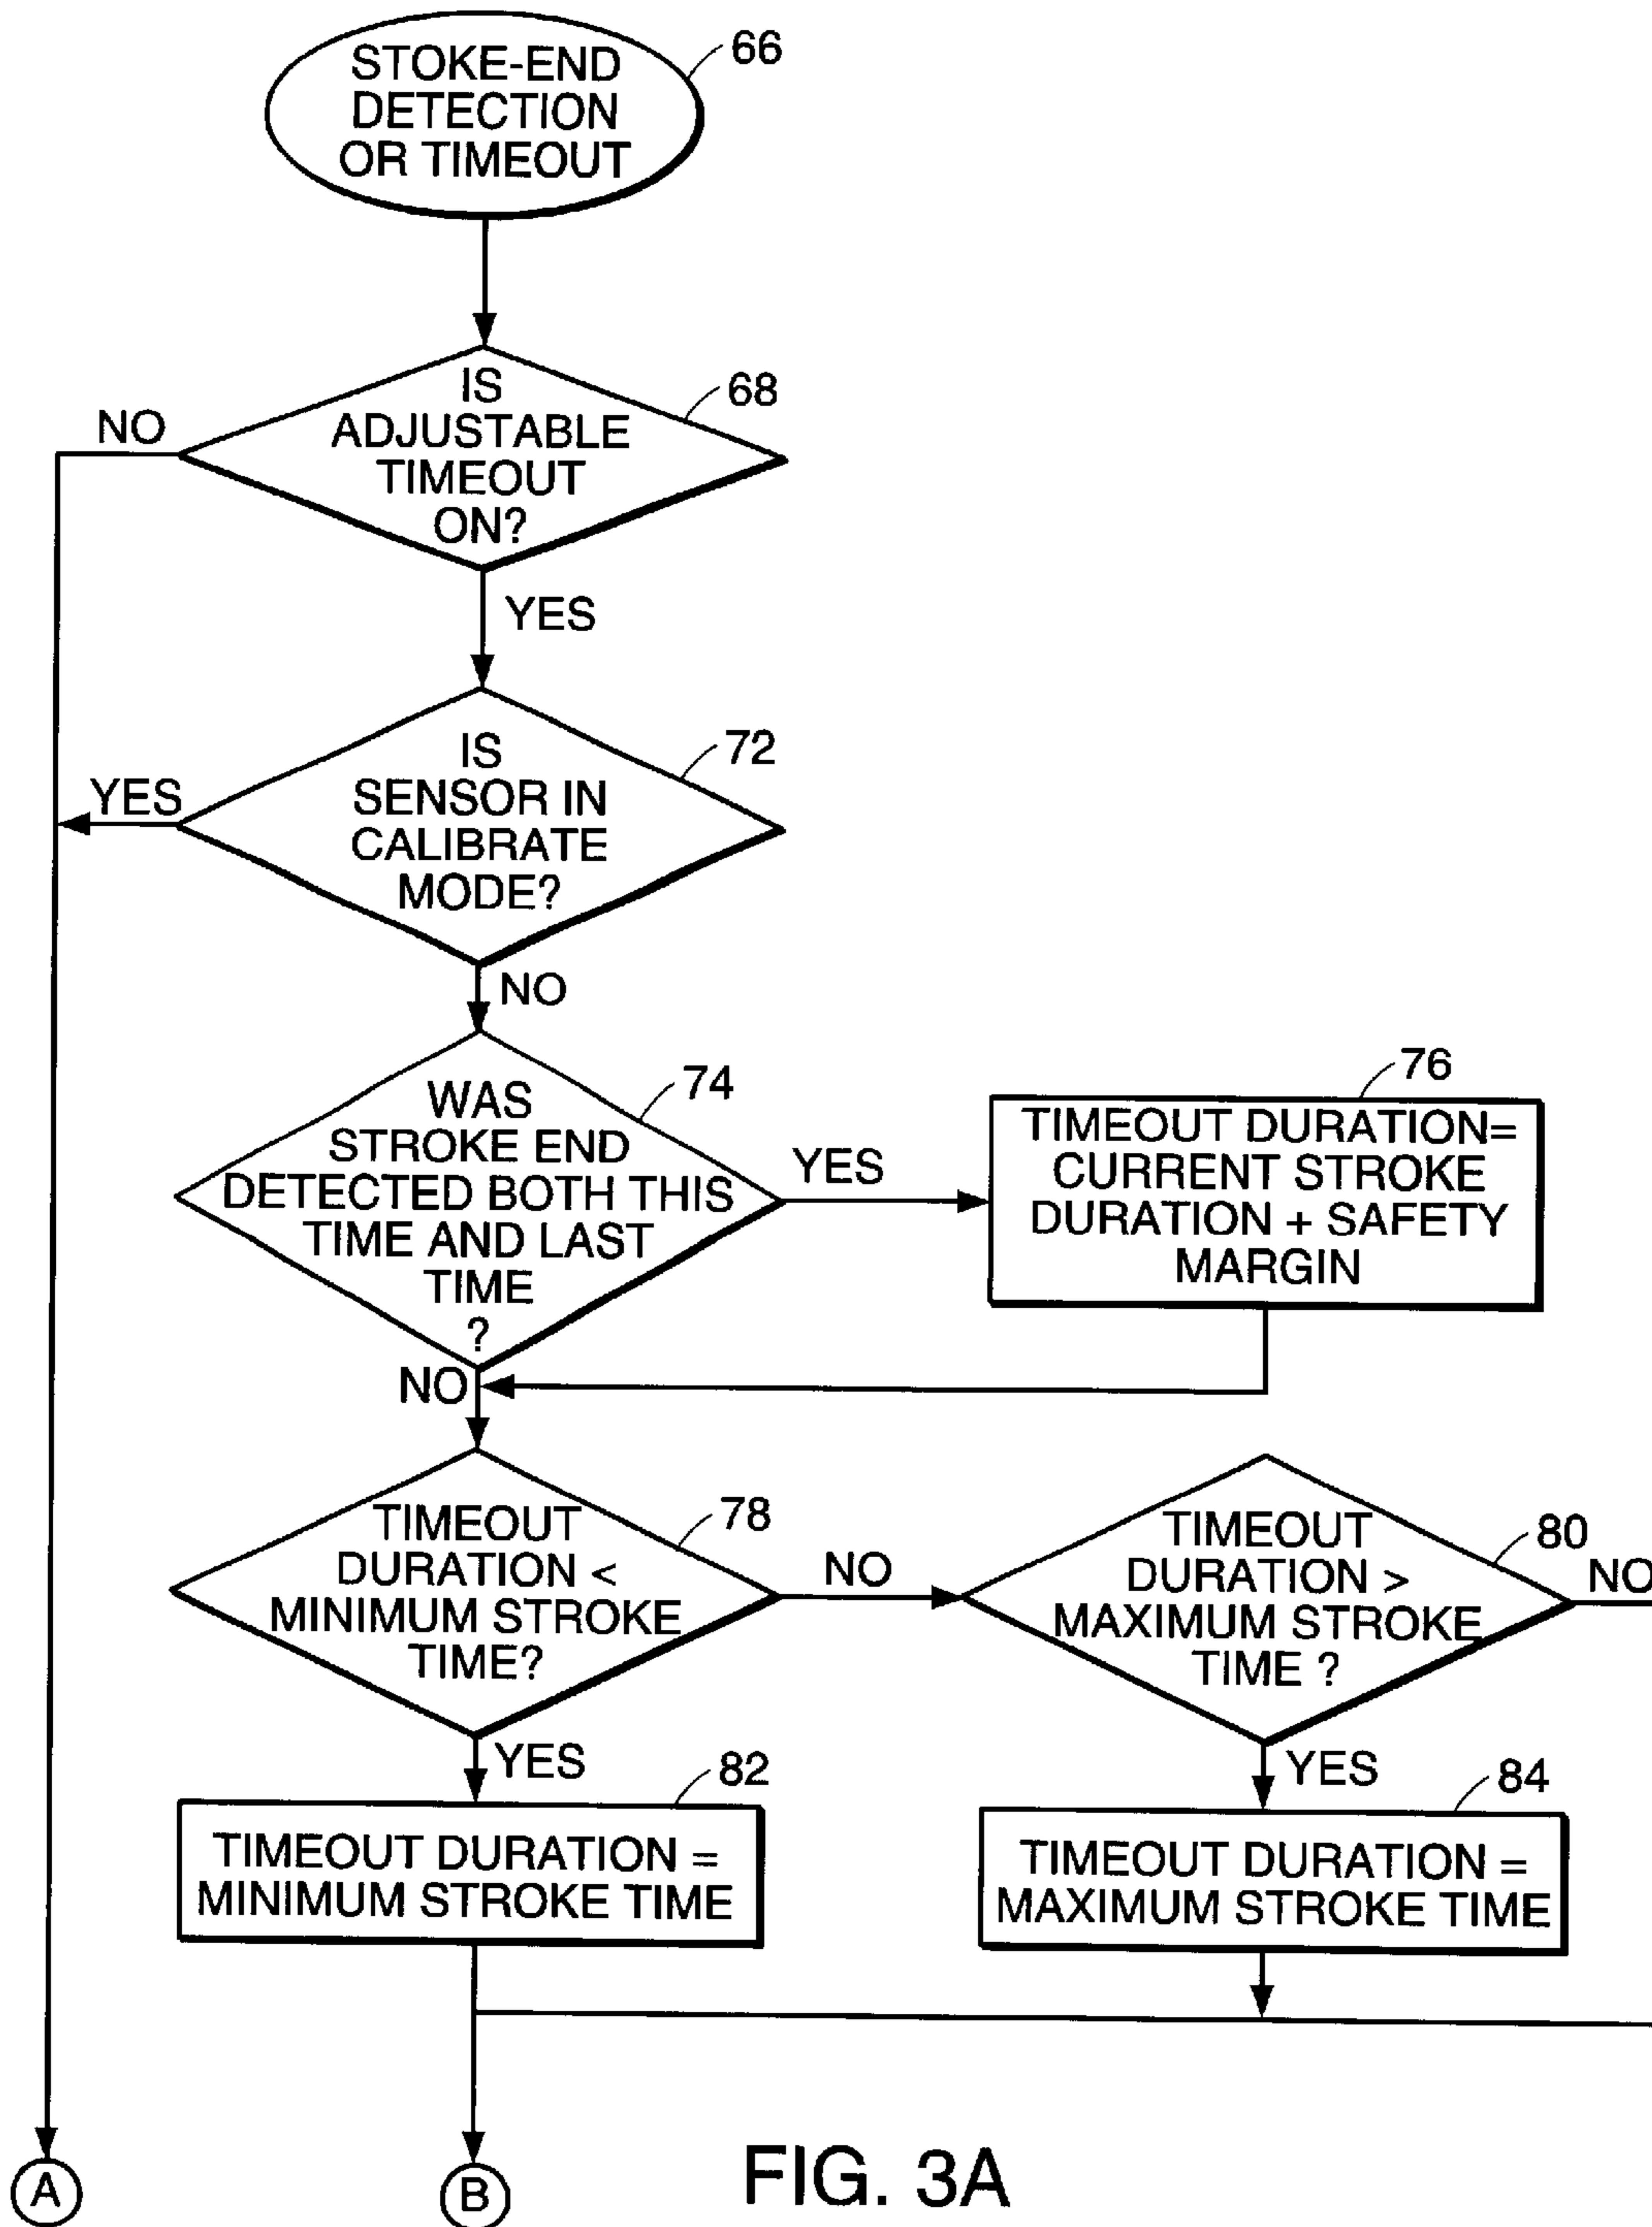 STOKE-END
DETECTION
OR TIMEOUT
66
IS
ADJUSTABLE
TIMEOUT
ON?
68
NO
YES
IS
SENSOR IN
CALIBRATE
MODE?
72
YES
NO
WAS
STROKE END
DETECTED BOTH THIS
TIME AND LAST
TIME
?
74
YES
76
TIMEOUT DURATION=
CURRENT STROKE
DURATION + SAFETY
MARGIN
NO
TIMEOUT
DURATION <
MINIMUM STROKE
TIME?
78
NO
TIMEOUT
DURATION >
MAXIMUM STROKE
TIME ?
80
NO
YES
82
TIMEOUT DURATION =
MINIMUM STROKE TIME
YES
84
TIMEOUT DURATION =
MAXIMUM STROKE TIME
A
B
FIG. 3A